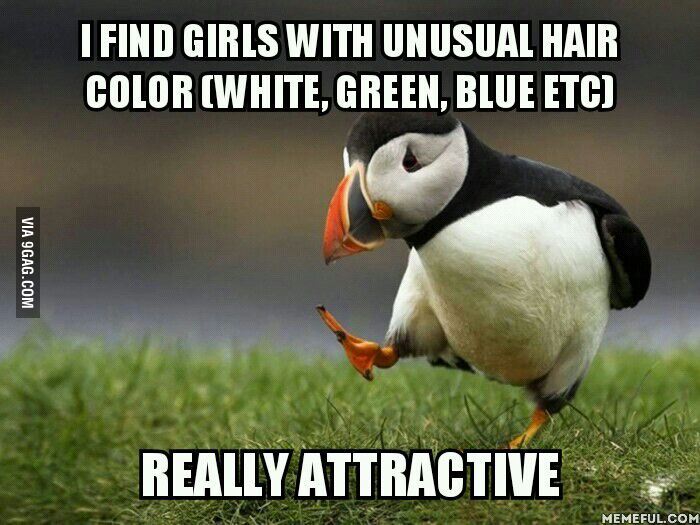 I FIND GIRLS WITH UNUSUAL HAIR
COLOR (WHITE, GREEN, BLUE ETC)
VIA 9GAG.COM
REALLY ATTRACTIVE
MEMEFUL.COM